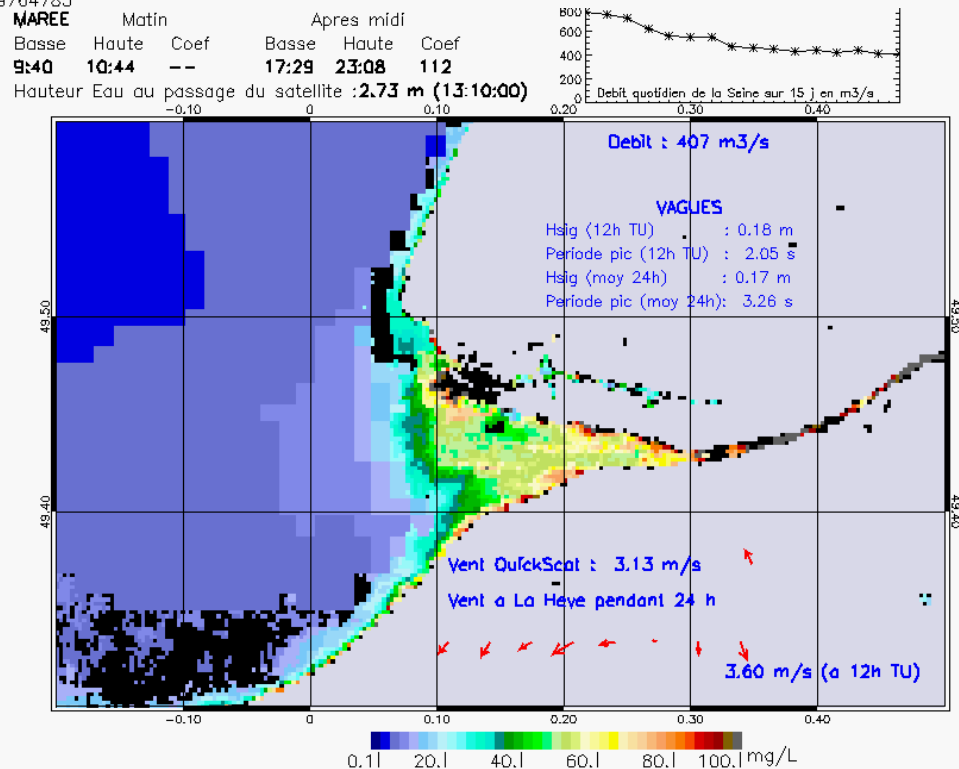 MAREE Matin Apres midi
Basse Haute Coef Basse Haute Coef
9:40 10:44 -- 17:29 23:08 112
Hauteur Eau au passage du satellite :2.73 m (13:10:00)
800
600
400
200
0
Debit quotidien de la Seine sur 15 j en m3/s
-0.10 0 0.10 0.20 0.30 0.40
Debit : 407 m3/s
VAGUES
Hsig (12h TU) : 0.18 m
Periode pic (12h TU) : 2.05 s
Hsig (moy 24h) : 0.17 m
Periode pic (moy 24h): 3.26 s
49.50 49.50
49.40 49.40
Vent QuickScat : 3.13 m/s
Vent a La Heve pendant 24 h
3.60 m/s (a 12h TU)
-0.10 0 0.10 0.20 0.30 0.40
0.1| 20.| 40.| 60.| 80.| 100.| mg/L